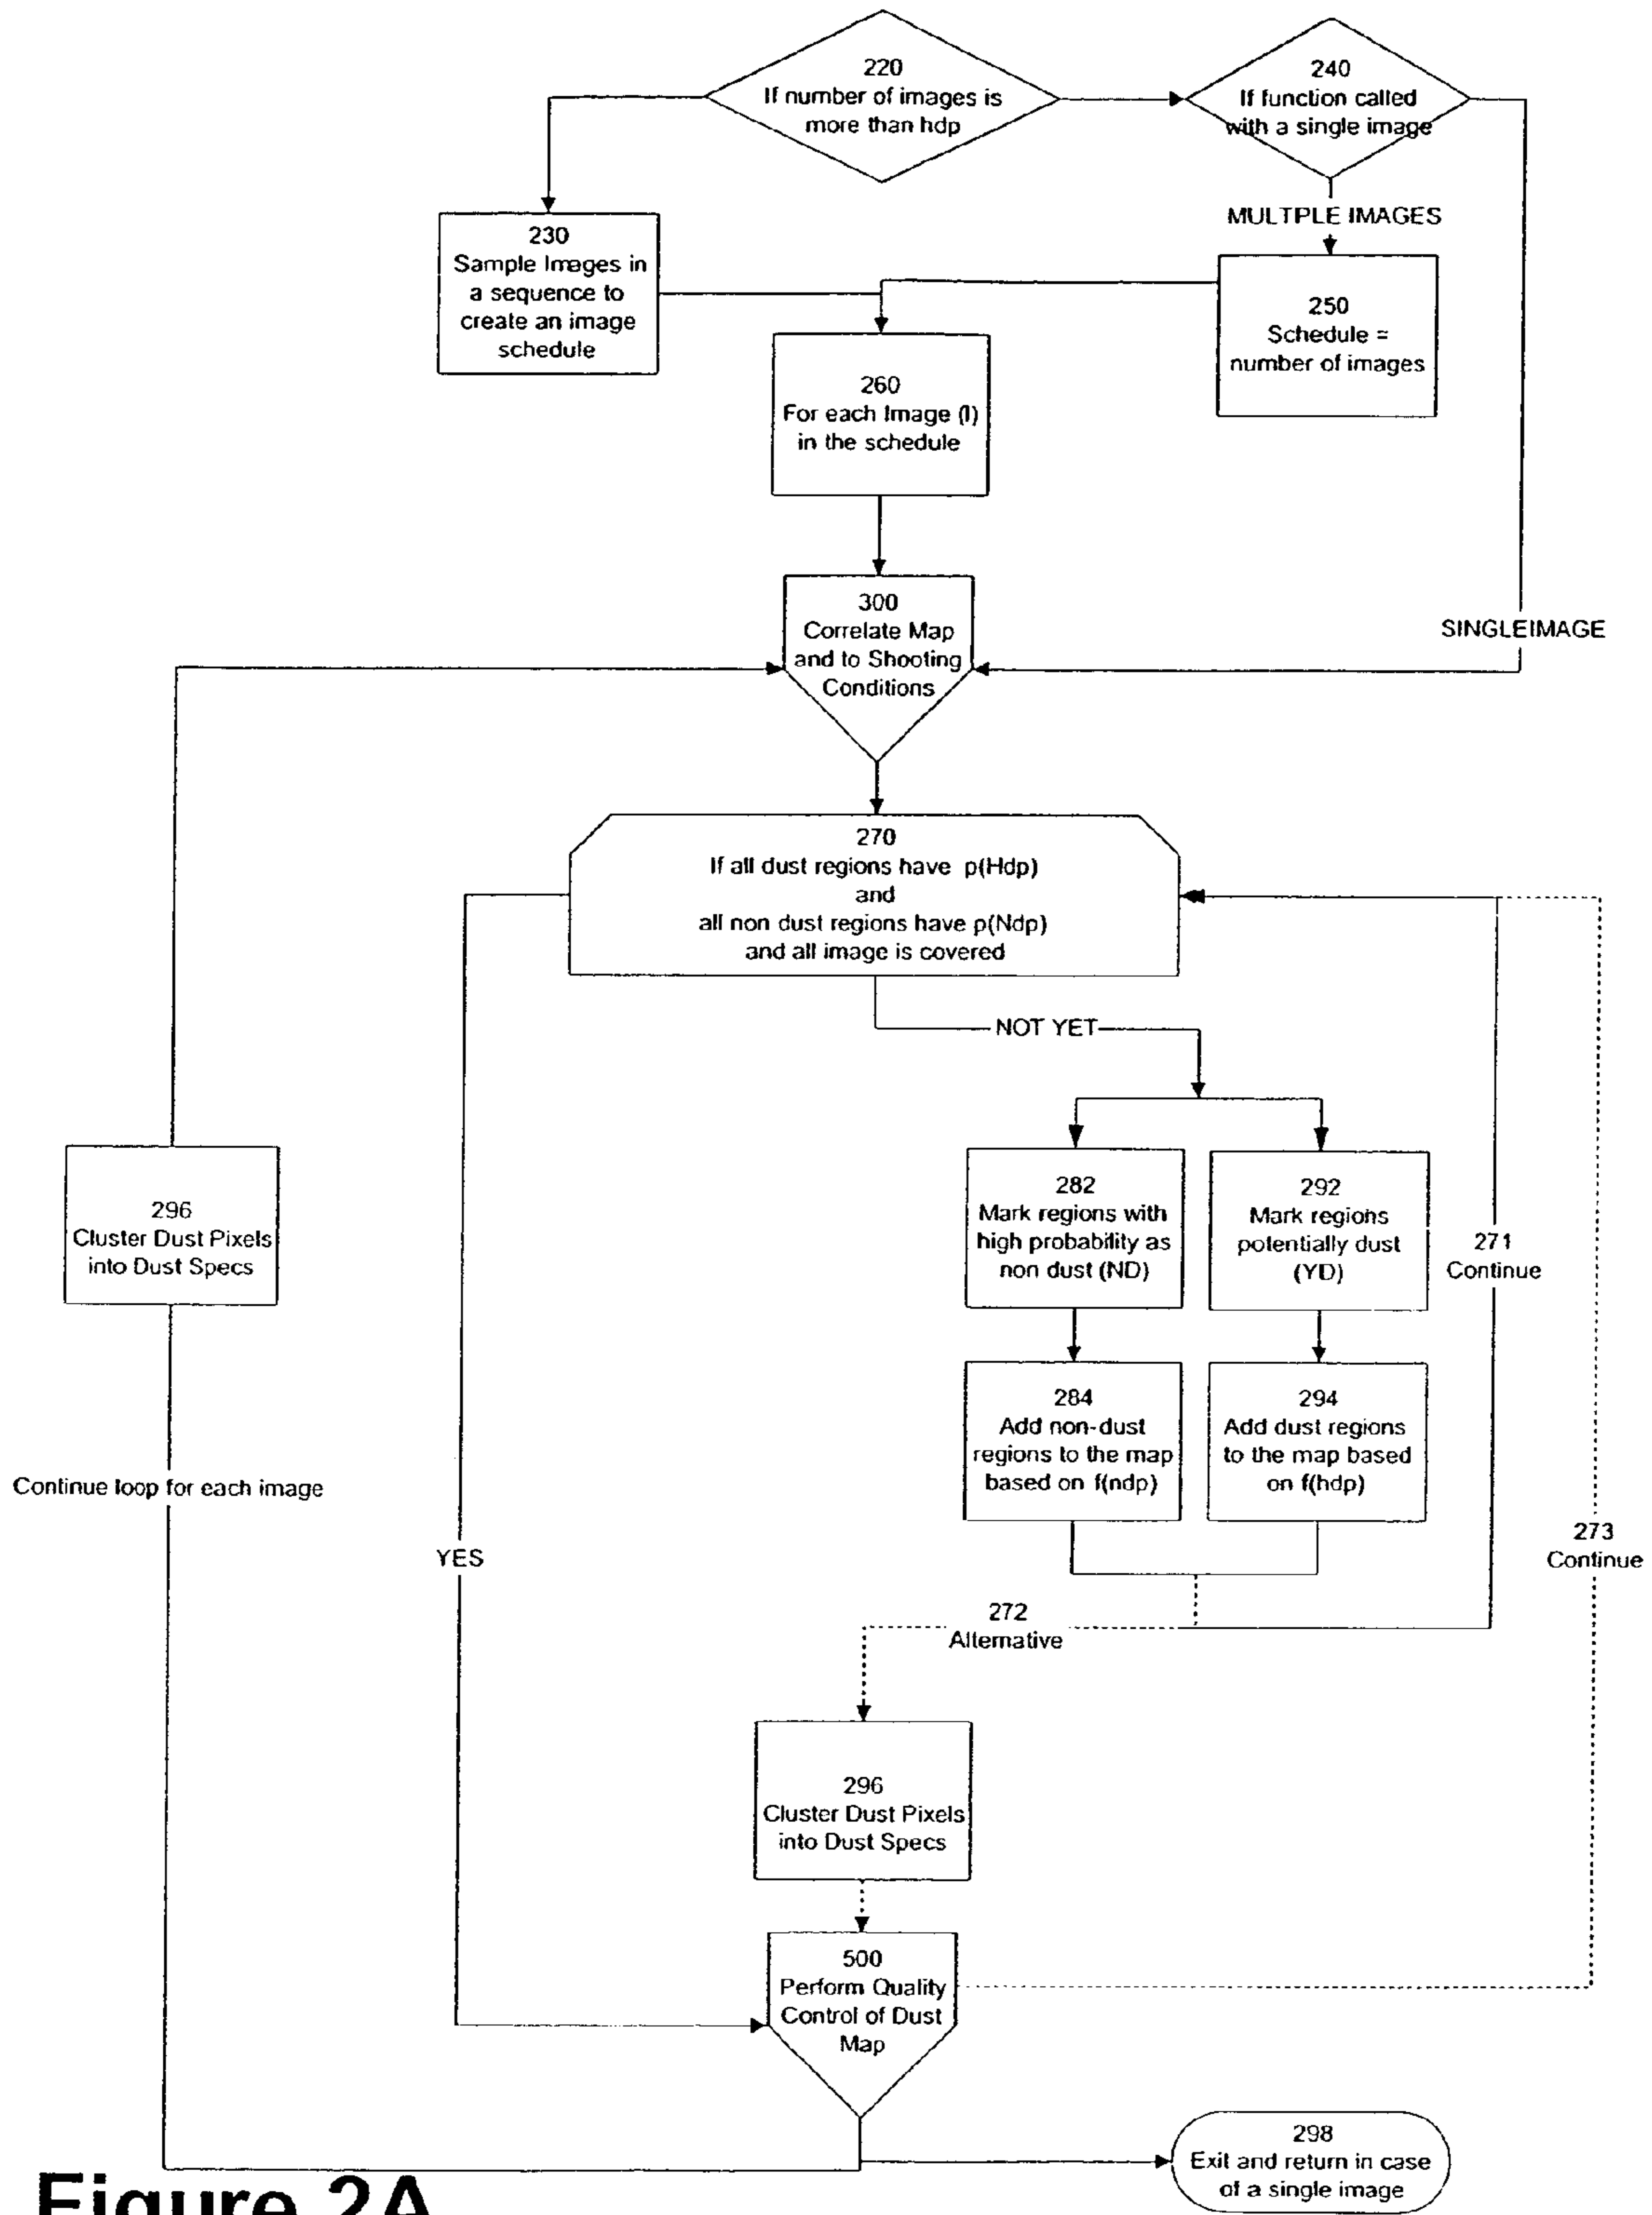 220
If number of images is
more than hdp
240
If function called
with a single image
MULTPLE IMAGES
230
Sample Images in
a sequence to
create an image
schedule
250
Schedule =
number of images
260
For each Image (I)
in the schedule
300
Correlate Map
and to Shooting
Conditions
SINGLEIMAGE
270
If all dust regions have p(Hdp)
and
all non dust regions have p(Ndp)
and all image is covered
NOT YET
296
Cluster Dust Pixels
into Dust Specs
282
Mark regions with
high probability as
non dust (ND)
292
Mark regions
potentially dust
(YD)
271
Continue
284
Add non-dust
regions to the map
based on f(ndp)
294
Add dust regions
to the map based
on f(hdp)
Continue loop for each image
YES
273
Continue
272
Alternative
296
Cluster Dust Pixels
into Dust Specs
500
Perform Quality
Control of Dust
Map
298
Exit and return in case
of a single image
Figure 2A